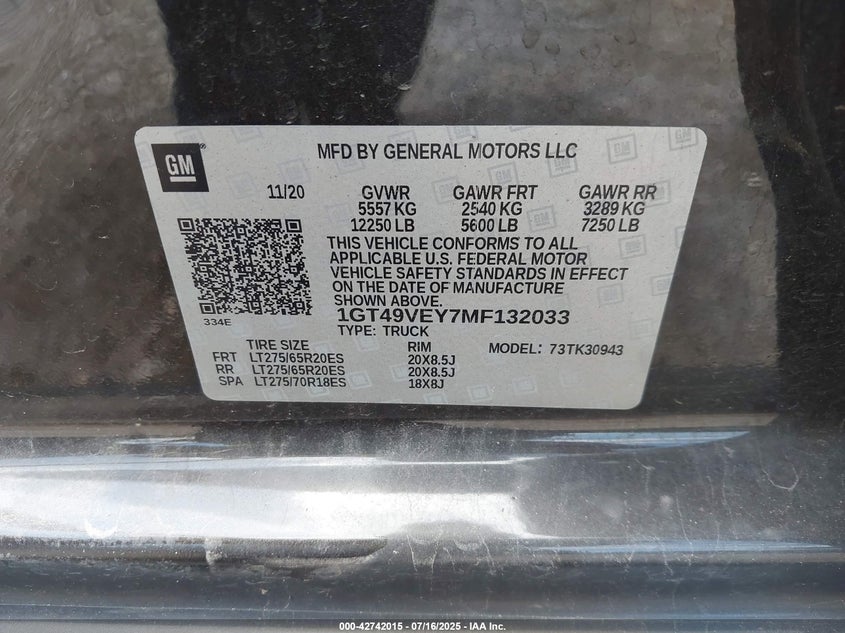 GM
MFD BY GENERAL MOTORS LLC
11/20 GVWR GAWR FRT GAWR RR
5557 KG 2540 KG 3289 KG
12250 LB 5600 LB 7250 LB
THIS VEHICLE CONFORMS TO ALL
APPLICABLE U.S. FEDERAL MOTOR
VEHICLE SAFETY STANDARDS IN EFFECT
ON THE DATE OF MANUFACTURE
SHOWN ABOVE.
334E
1GT49VEY7MF132033
TYPE: TRUCK
TIRE SIZE RIM MODEL: 73TK30943
FRT LT275/65R20ES 20X8.5J
RR LT275/65R20ES 20X8.5J
SPA LT275/70R18ES 18X8J
000-42742015 - 07/16/2025 - IAA Inc.